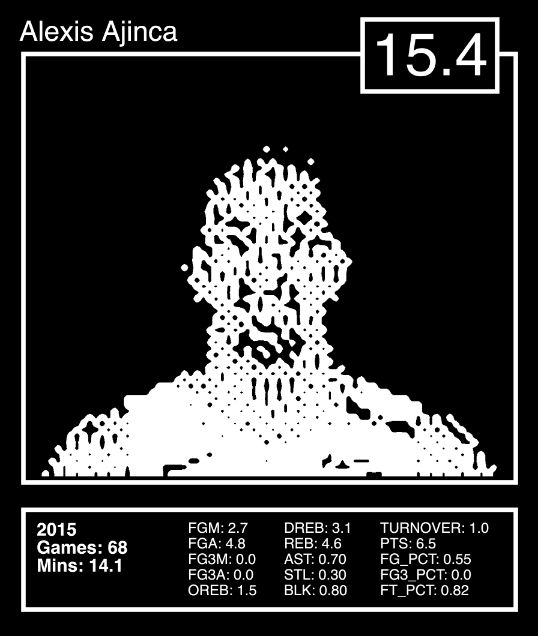 Alexis Ajinca
15.4
2015
Games: 68
Mins: 14.1
FGM: 2.7
FGA: 4.8
FG3M: 0.0
FG3A: 0.0
OREB: 1.5
DREB: 3.1
REB: 4.6
AST: 0.70
STL: 0.30
BLK: 0.80
TURNOVER: 1.0
PTS: 6.5
FG_PCT: 0.55
FG3_PCT: 0.0
FT_PCT: 0.82